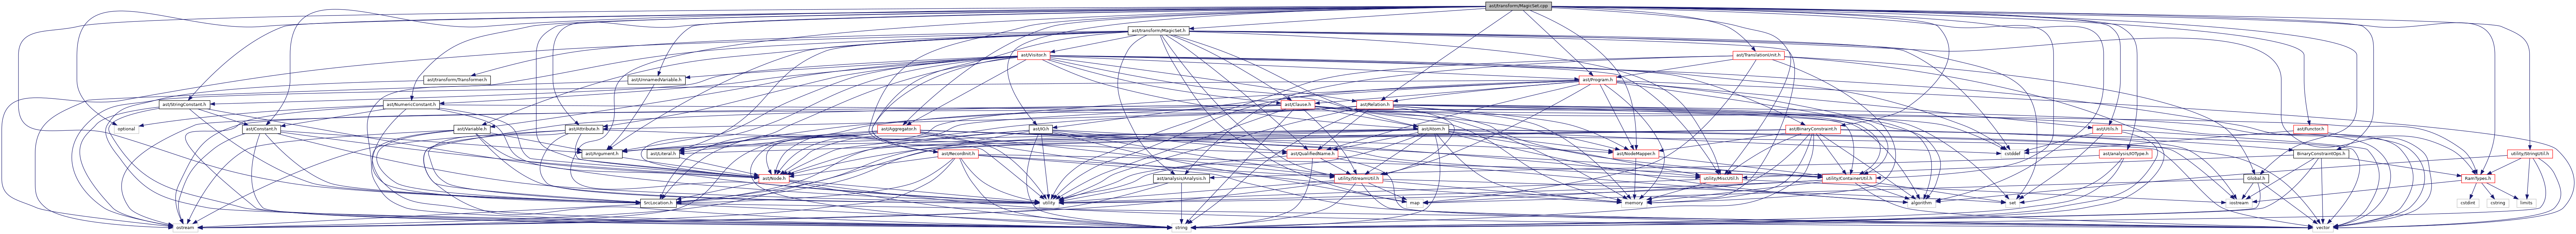 ast/transform/MagicSet.cpp
ast/transform/MagicSet.h
ast/Visitor.h
ast/TranslationUnit.h
ast/transform/Transformer.h
ast/UnnamedVariable.h
ast/Program.h
ast/StringConstant.h
ast/NumericConstant.h
ast/Clause.h
ast/Relation.h
optional
ast/Constant.h
ast/Variable.h
ast/Attribute.h
ast/Aggregator.h
ast/IO.h
ast/Atom.h
ast/BinaryConstraint.h
ast/Utils.h
ast/Functor.h
ast/Argument.h
ast/Literal.h
ast/RecordInit.h
ast/QualifiedName.h
ast/NodeMapper.h
cstddef
ast/analysis/IOType.h
BinaryConstraintOps.h
utility/StringUtil.h
ast/Node.h
ast/analysis/Analysis.h
utility/StreamUtil.h
utility/MiscUtil.h
utility/ContainerUtil.h
Global.h
RamTypes.h
SrcLocation.h
utility
map
memory
algorithm
set
iostream
cstdint
cstring
limits
ostream
string
vector